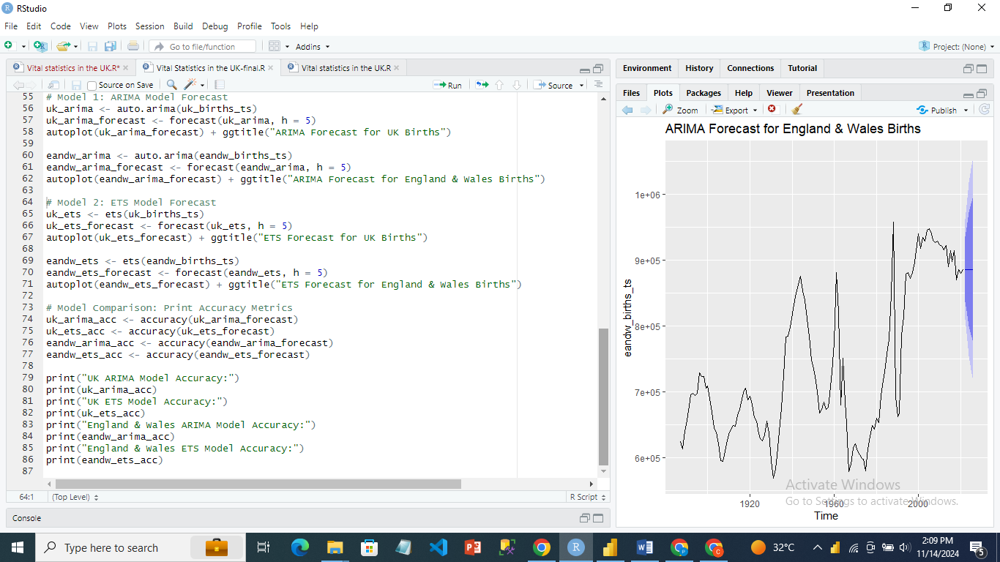 RStudio
File Edit Code View Plots Session Build Debug Profile Tools Help
Go to file/function Addins Project: (None)
Vital statistics in the UK.R* Vital Statistics in the UK-final.R Vital statistics in the UK.R
Source on Save Run Source
55 # Model 1: ARIMA Model Forecast
56 uk_arima <- auto.arima(uk_births_ts)
57 uk_arima_forecast <- forecast(uk_arima, h = 5)
58 autoplot(uk_arima_forecast) + ggtitle("ARIMA Forecast for UK Births")
59
60 eandw_arima <- auto.arima(eandw_births_ts)
61 eandw_arima_forecast <- forecast(eandw_arima, h = 5)
62 autoplot(eandw_arima_forecast) + ggtitle("ARIMA Forecast for England & Wales Births")
63
64 # Model 2: ETS Model Forecast
65 uk_ets <- ets(uk_births_ts)
66 uk_ets_forecast <- forecast(uk_ets, h = 5)
67 autoplot(uk_ets_forecast) + ggtitle("ETS Forecast for UK Births")
68
69 eandw_ets <- ets(eandw_births_ts)
70 eandw_ets_forecast <- forecast(eandw_ets, h = 5)
71 autoplot(eandw_ets_forecast) + ggtitle("ETS Forecast for England & Wales Births")
72
73 # Model Comparison: Print Accuracy Metrics
74 uk_arima_acc <- accuracy(uk_arima_forecast)
75 uk_ets_acc <- accuracy(uk_ets_forecast)
76 eandw_arima_acc <- accuracy(eandw_arima_forecast)
77 eandw_ets_acc <- accuracy(eandw_ets_forecast)
78
79 print("UK ARIMA Model Accuracy:")
80 print(uk_arima_acc)
81 print("UK ETS Model Accuracy:")
82 print(uk_ets_acc)
83 print("England & Wales ARIMA Model Accuracy:")
84 print(eandw_arima_acc)
85 print("England & Wales ETS Model Accuracy:")
86 print(eandw_ets_acc)
87
64:1 (Top Level) R Script
Console
Environment History Connections Tutorial
Files Plots Packages Help Viewer Presentation
Zoom Export Publish
ARIMA Forecast for England & Wales Births
eandw_births_ts
1e+06
9e+05
8e+05
7e+05
6e+05
1920 1960 2000
Time
Activate Windows
Go to Settings to activate Windows.
Type here to search
32°C
2:09 PM
11/14/2024
5